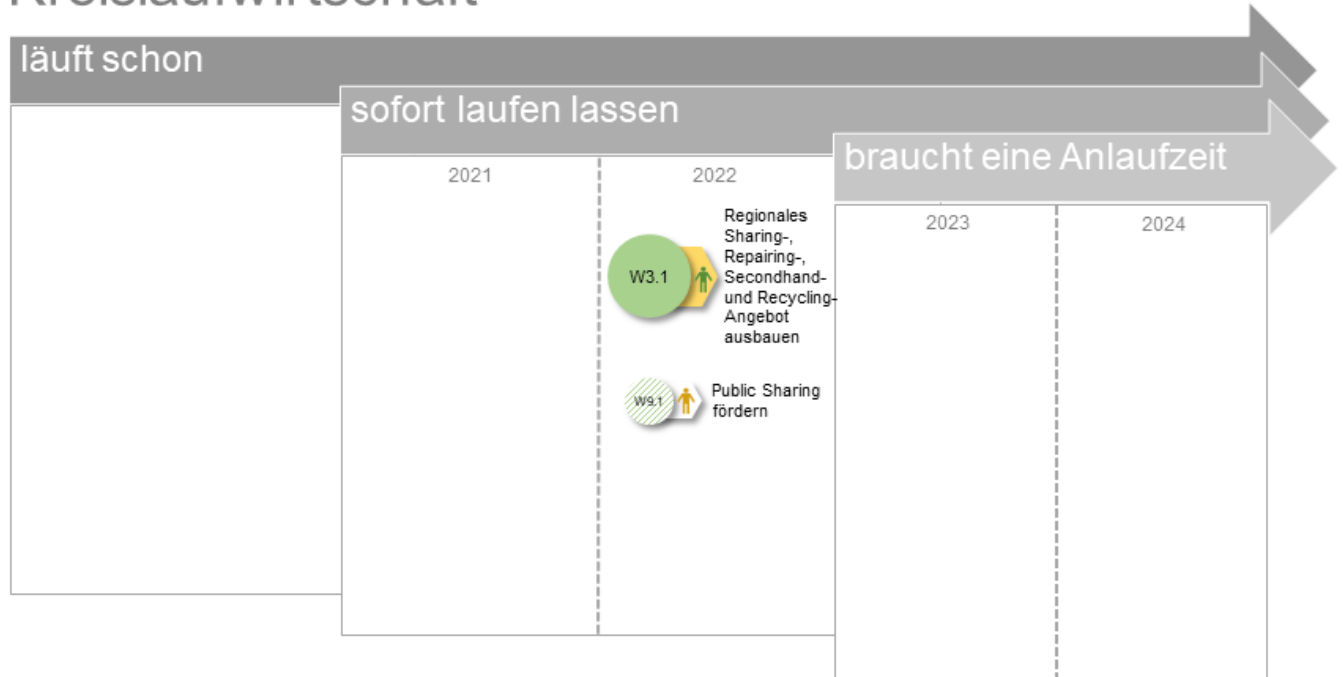 Kreislaufwirtschaft
läuft schon
sofort laufen lassen
braucht eine Anlaufzeit
2021
2022
2023
2024
W3.1
Regionales
Sharing-,
Repairing-,
Secondhand-
und Recycling-
Angebot
ausbauen
W9.1
Public Sharing
fördern